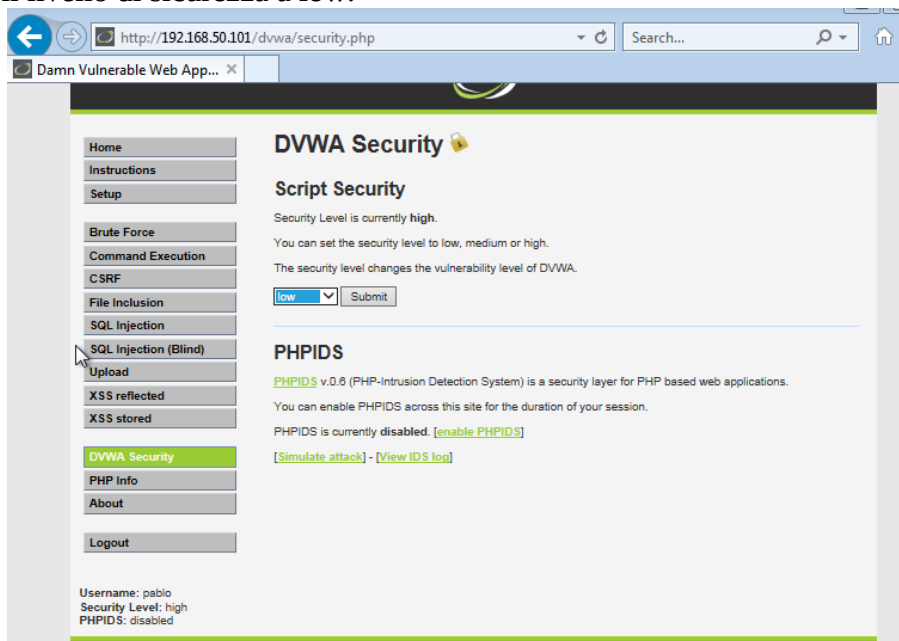 il livello di sicurezza a low.
http://192.168.50.101/dvwa/security.php
Search...
Damn Vulnerable Web App...
Home
Instructions
Setup
Brute Force
Command Execution
CSRF
File Inclusion
SQL Injection
SQL Injection (Blind)
Upload
XSS reflected
XSS stored
DVWA Security
PHP Info
About
Logout
Username: pablo
Security Level: high
PHPIDS: disabled
DVWA Security
Script Security
Security Level is currently high.
You can set the security level to low, medium or high.
The security level changes the vulnerability level of DVWA.
low
Submit
PHPIDS
PHPIDS v.0.6 (PHP-Intrusion Detection System) is a security layer for PHP based web applications.
You can enable PHPIDS across this site for the duration of your session.
PHPIDS is currently disabled. [enable PHPIDS]
[Simulate attack] - [View IDS log]